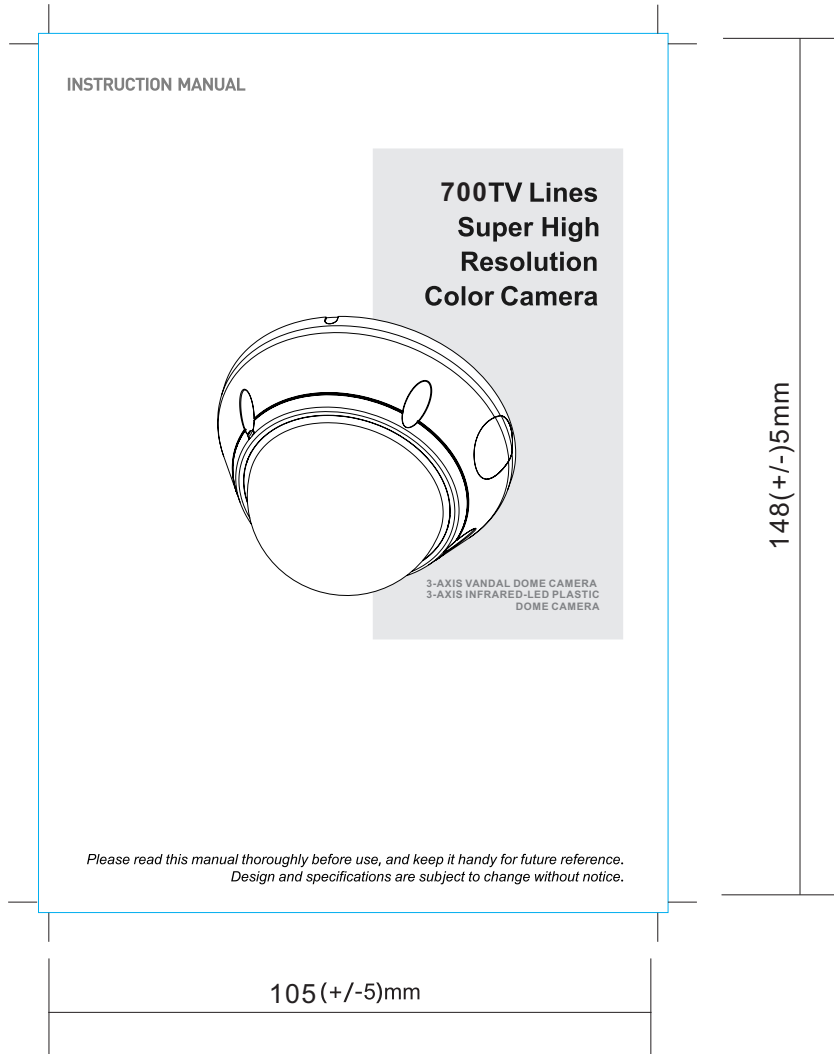 INSTRUCTION MANUAL
700TV Lines
Super High
Resolution
Color Camera
3-AXIS VANDAL DOME CAMERA
3-AXIS INFRARED-LED PLASTIC
DOME CAMERA
148(+/-)5mm
Please read this manual thoroughly before use, and keep it handy for future reference.
Design and specifications are subject to change without notice.
105(+/-5)mm